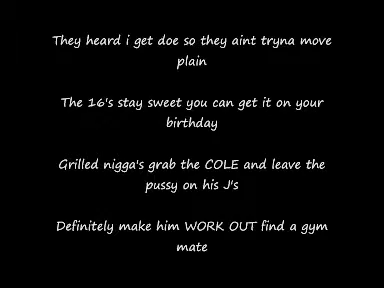 They heard i get doe so they aint tryna move
plain
The 16's stay sweet you can get it on your
birthday
Grilled nigga's grab the COLE and leave the
pussy on his J's
Definitely make him WORK OUT find a gym
mate